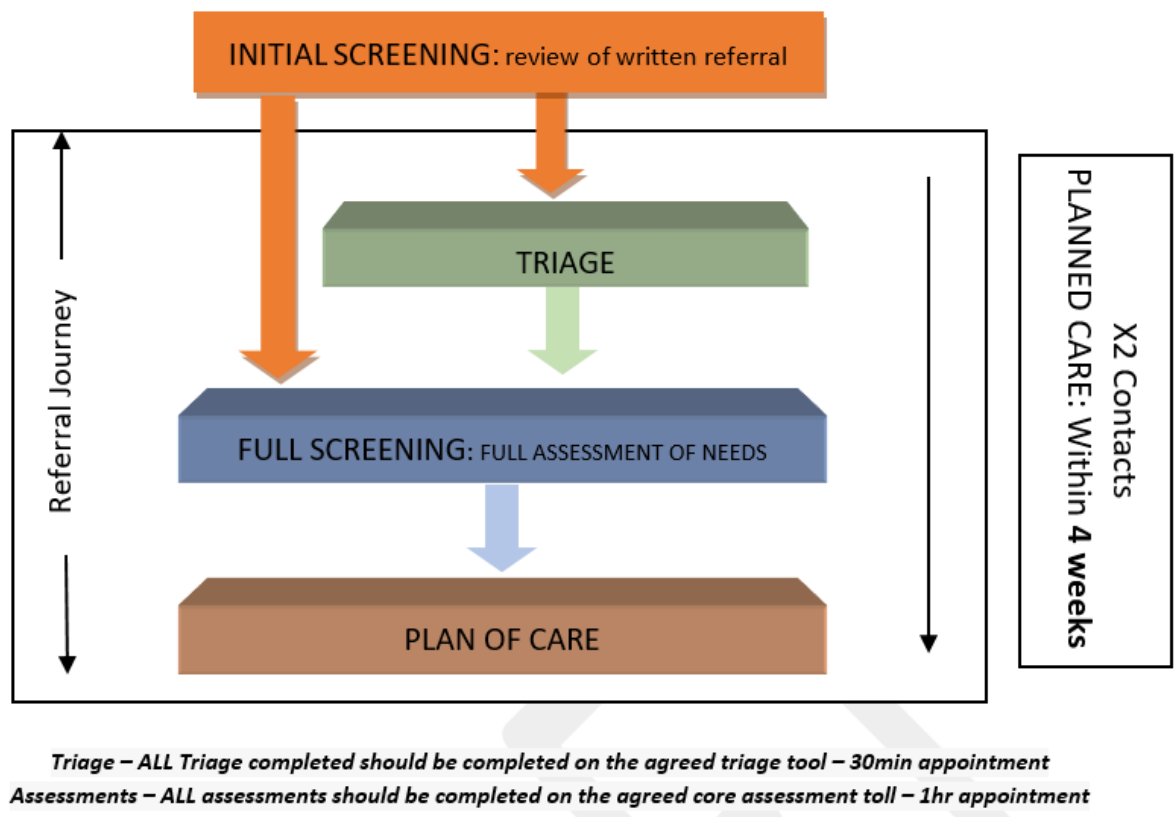 INITIAL SCREENING: review of written referral
TRIAGE
Referral Journey
FULL SCREENING: FULL ASSESSMENT OF NEEDS
PLAN OF CARE
X2 Contacts
PLANNED CARE: Within 4 weeks
Triage – ALL Triage completed should be completed on the agreed triage tool – 30min appointment
Assessments – ALL assessments should be completed on the agreed core assessment toll – 1hr appointment